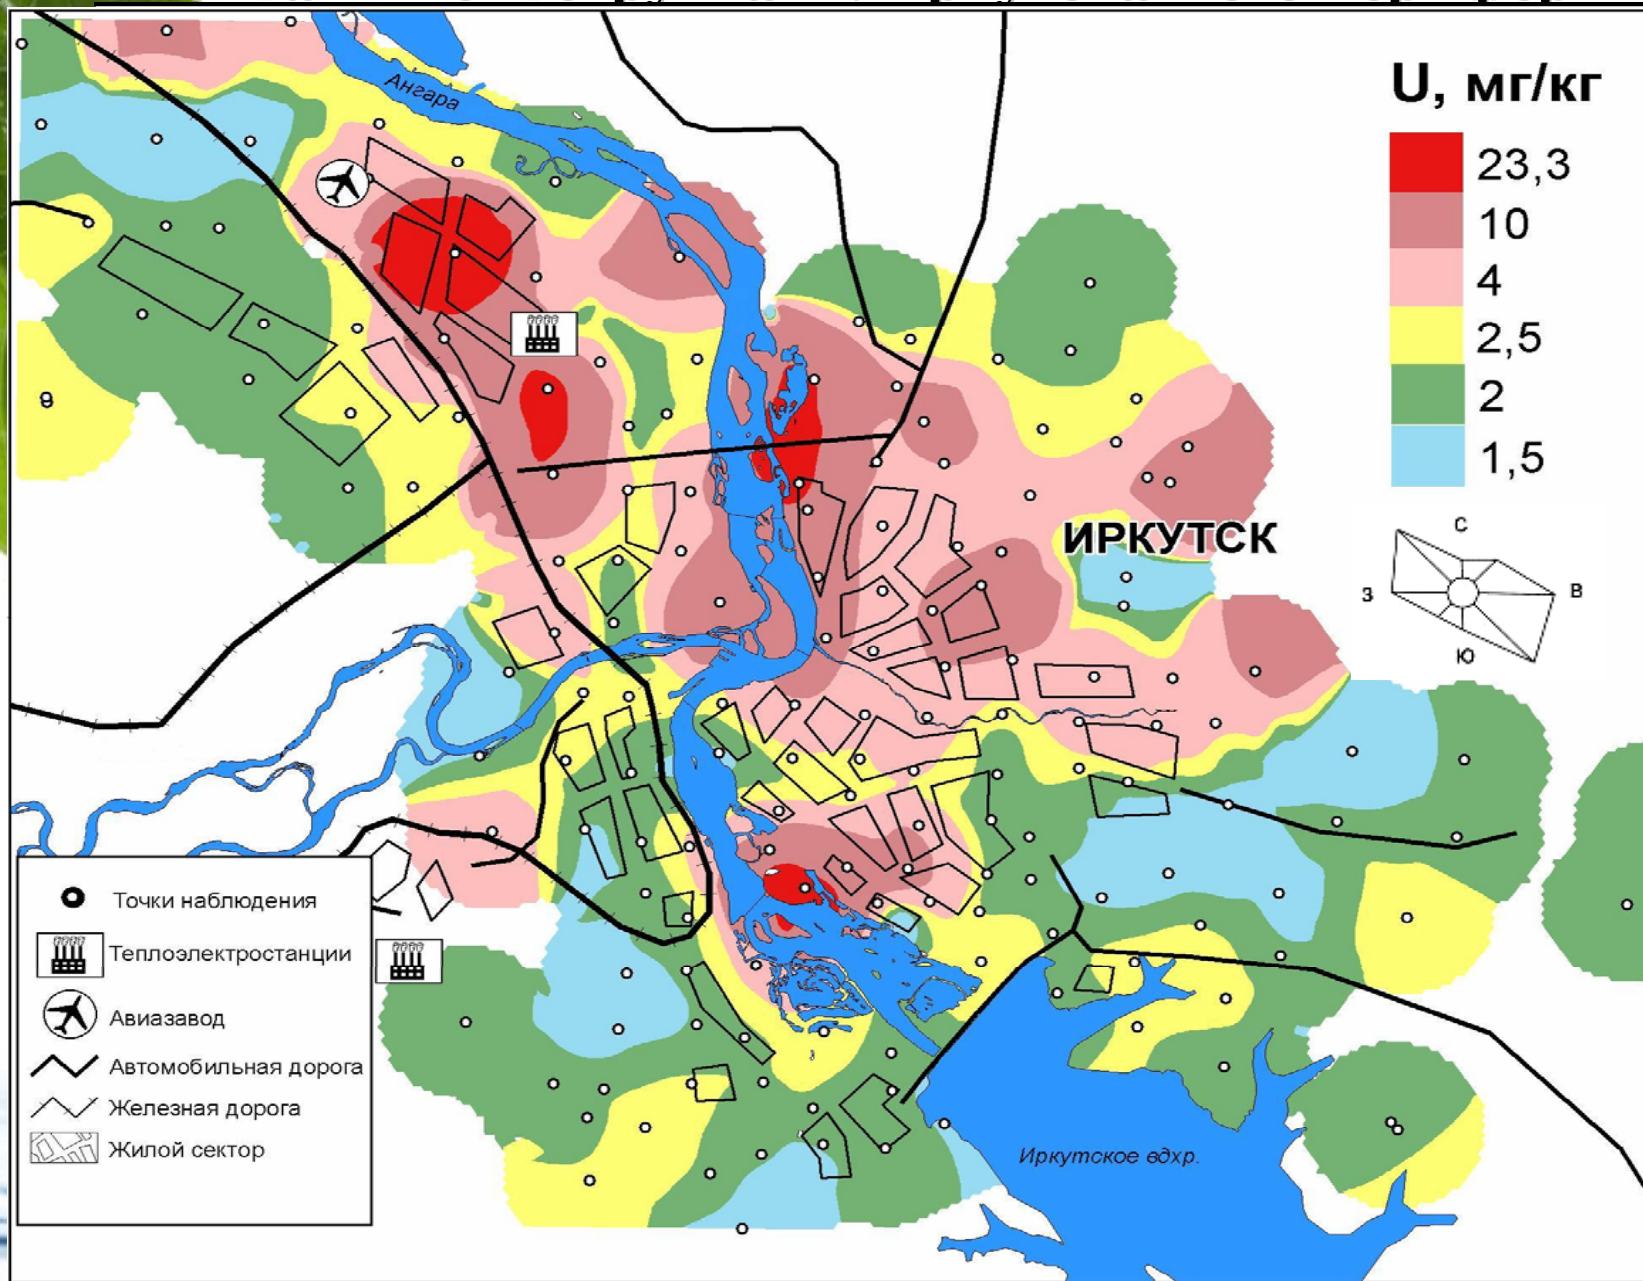 Ангара
U, мг/кг
23,3
10
4
2,5
2
1,5
ИРКУТСК
С
З
В
Ю
Точки наблюдения
Теплоэлектростанции
Авиазавод
Автомобильная дорога
Железная дорога
Жилой сектор
Иркутское вдхр.